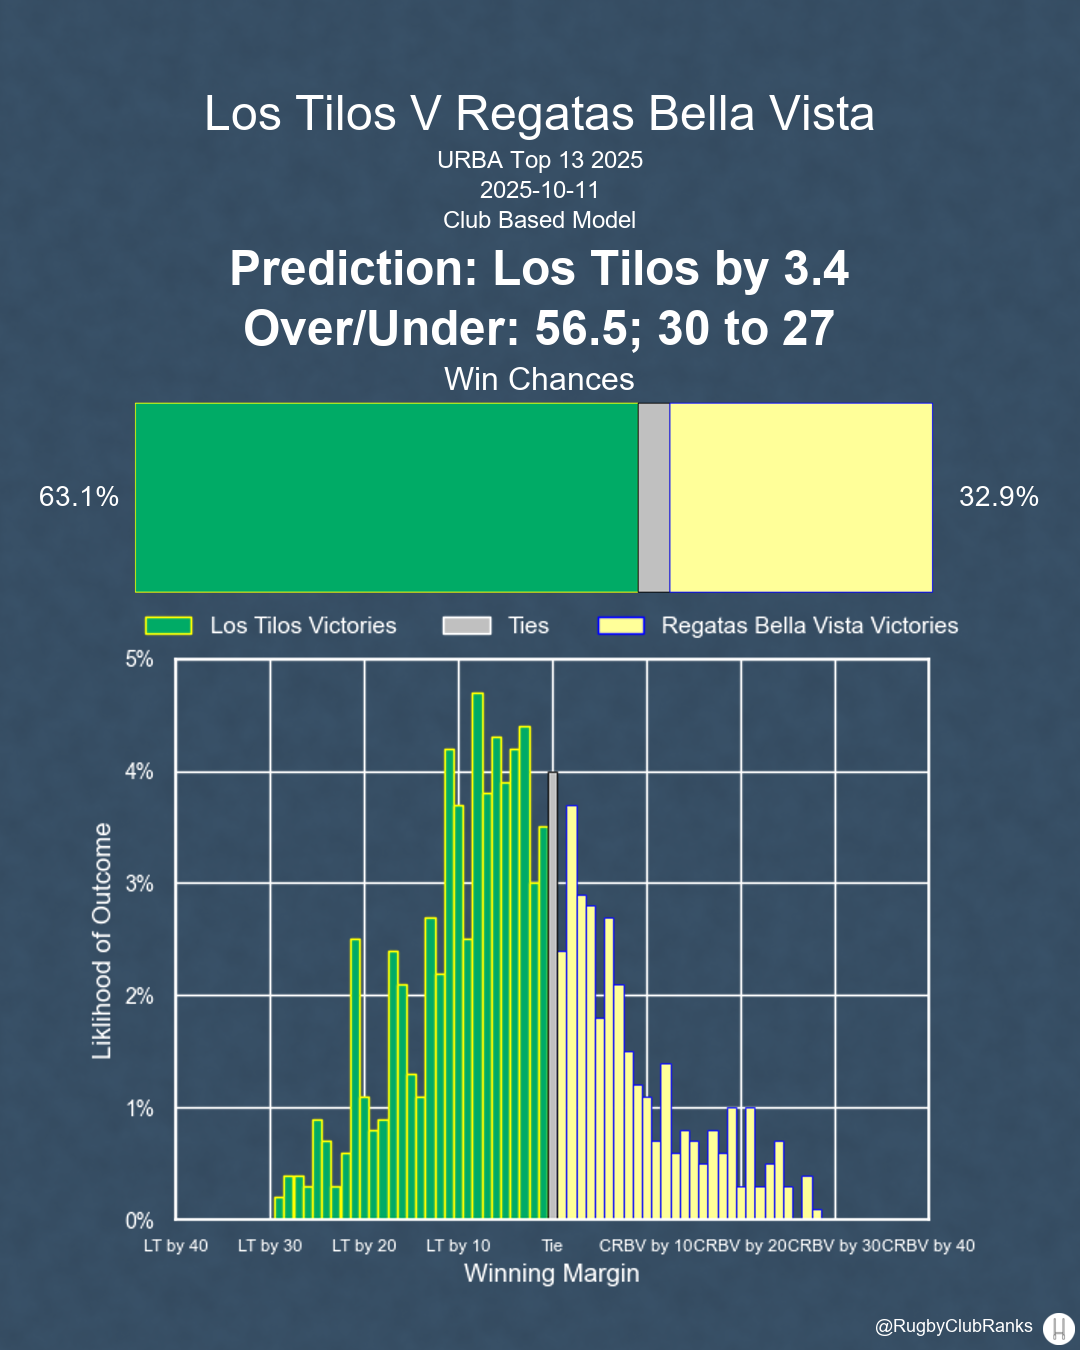 Los Tilos V Regatas Bella Vista
URBA Top 13 2025
2025-10-11
Club Based Model
Prediction: Los Tilos by 3.4
Over/Under: 56.5; 30 to 27
Win Chances
63.1%
32.9%
Los Tilos Victories
Ties
Regatas Bella Vista Victories
5%
4%
3%
2%
1%
0%
Liklihood of Outcome
LT by 40
LT by 30
LT by 20
LT by 10
Tie
CRBV by 10
CRBV by 20
CRBV by 30
CRBV by 40
Winning Margin
@RugbyClubRanks